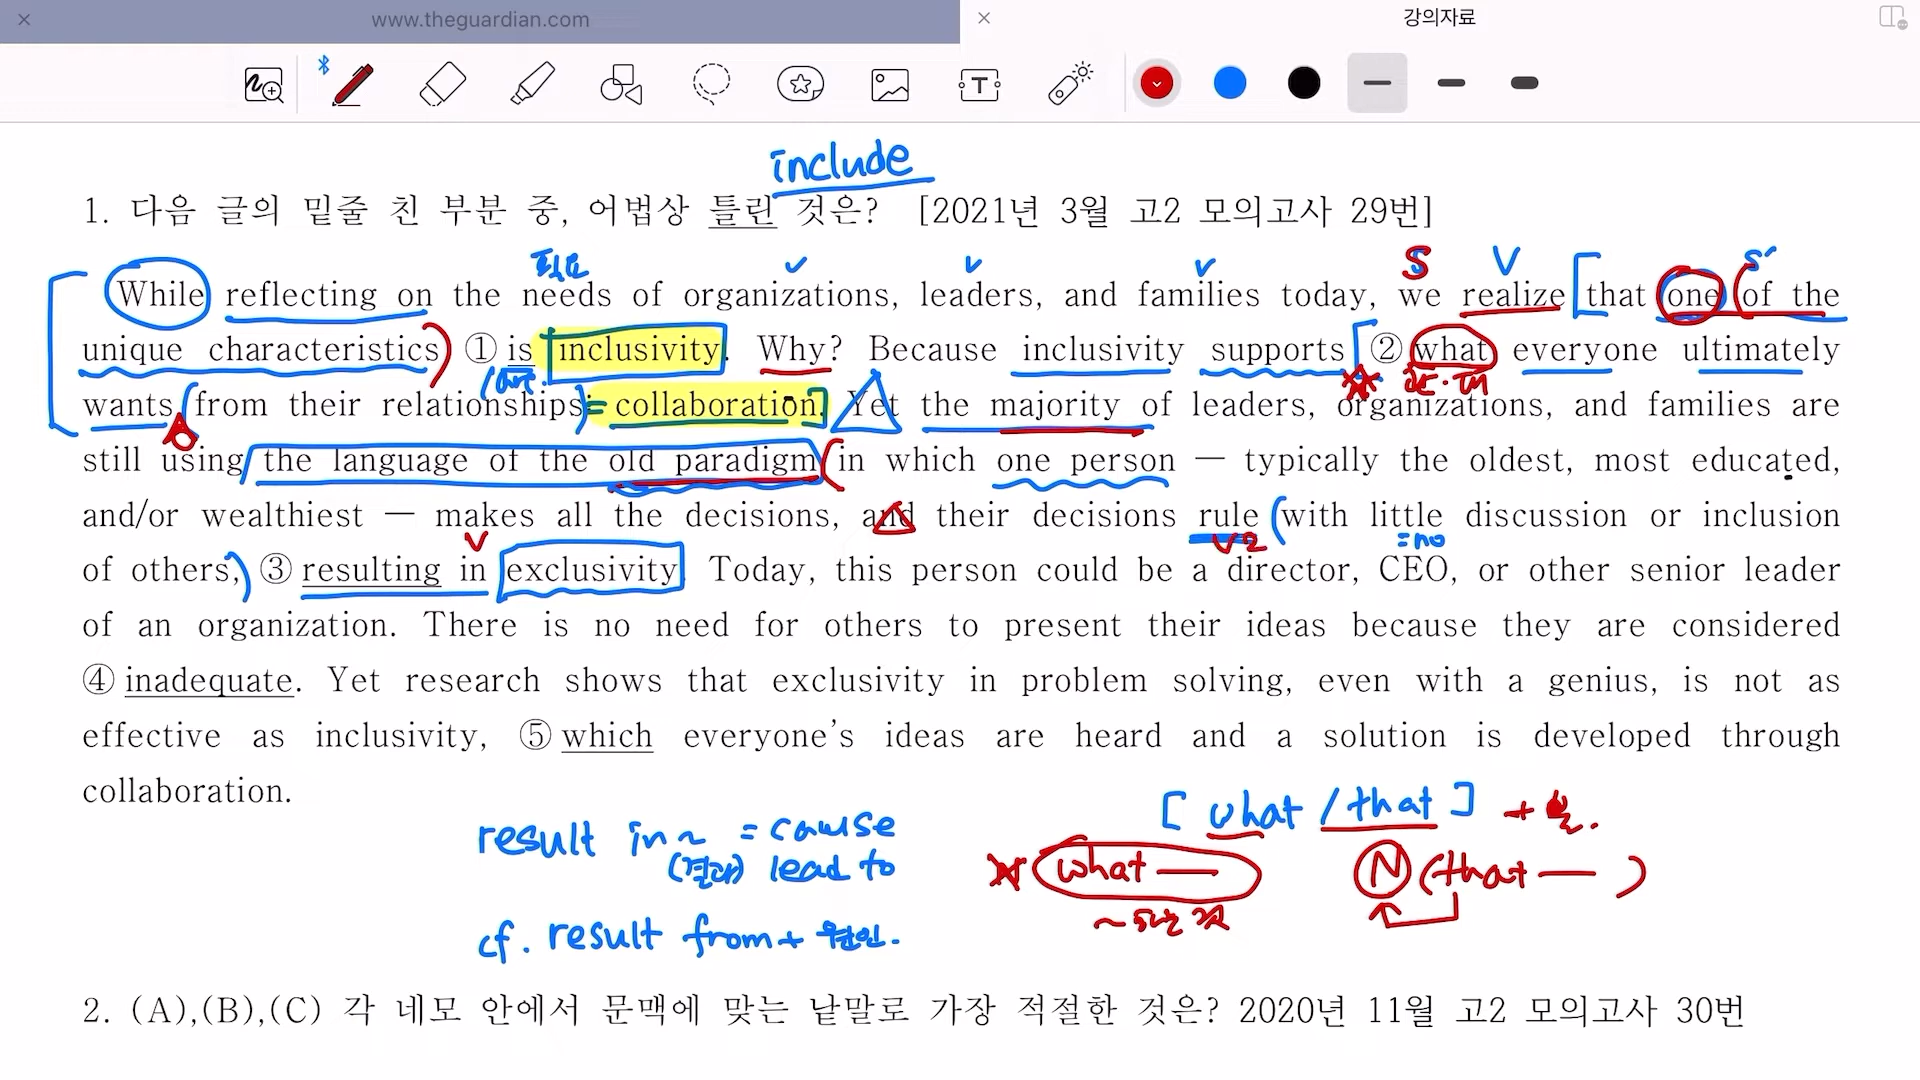 www.theguardian.com
강의자료
include
1. 다음 글의 밑줄 친 부분 중, 어법상 틀린 것은? [2021년 3월 고2 모의고사 29번]
필요 S V S'
While reflecting on the needs of organizations, leaders, and families today, we realize that one of the
unique characteristics ① is inclusivity. Why? Because inclusivity supports ② what everyone ultimately
are.
wants from their relationships: collaboration. Yet the majority of leaders, organizations, and families are
still using the language of the old paradigm in which one person — typically the oldest, most educated,
and/or wealthiest — makes all the decisions, and their decisions rule with little discussion or inclusion
V V2 =no
of others, ③ resulting in exclusivity. Today, this person could be a director, CEO, or other senior leader
of an organization. There is no need for others to present their ideas because they are considered
④ inadequate. Yet research shows that exclusivity in problem solving, even with a genius, is not as
effective as inclusivity, ⑤ which everyone's ideas are heard and a solution is developed through
collaboration.
[ what / that ] +
result in ~ = cause
(결과) lead to
what — N (that — )
~하는 것
cf. result from + 원인.
2. (A),(B),(C) 각 네모 안에서 문맥에 맞는 낱말로 가장 적절한 것은? 2020년 11월 고2 모의고사 30번